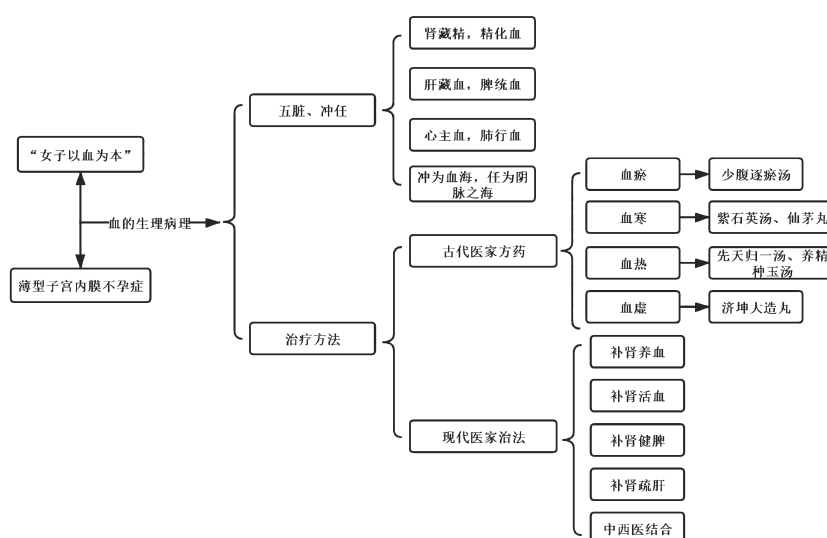 “女子以血为本”
血的生理病理
薄型子宫内膜不孕症
五脏、冲任
肾藏精，精化血
肝藏血，脾统血
心主血，肺行血
冲为血海，任为阴
脉之海
治疗方法
古代医家方药
血瘀
少腹逐瘀汤
血寒
紫石英汤、仙茅丸
血热
先天归一汤、养精
种玉汤
血虚
济坤大造丸
现代医家治法
补肾养血
补肾活血
补肾健脾
补肾疏肝
中西医结合